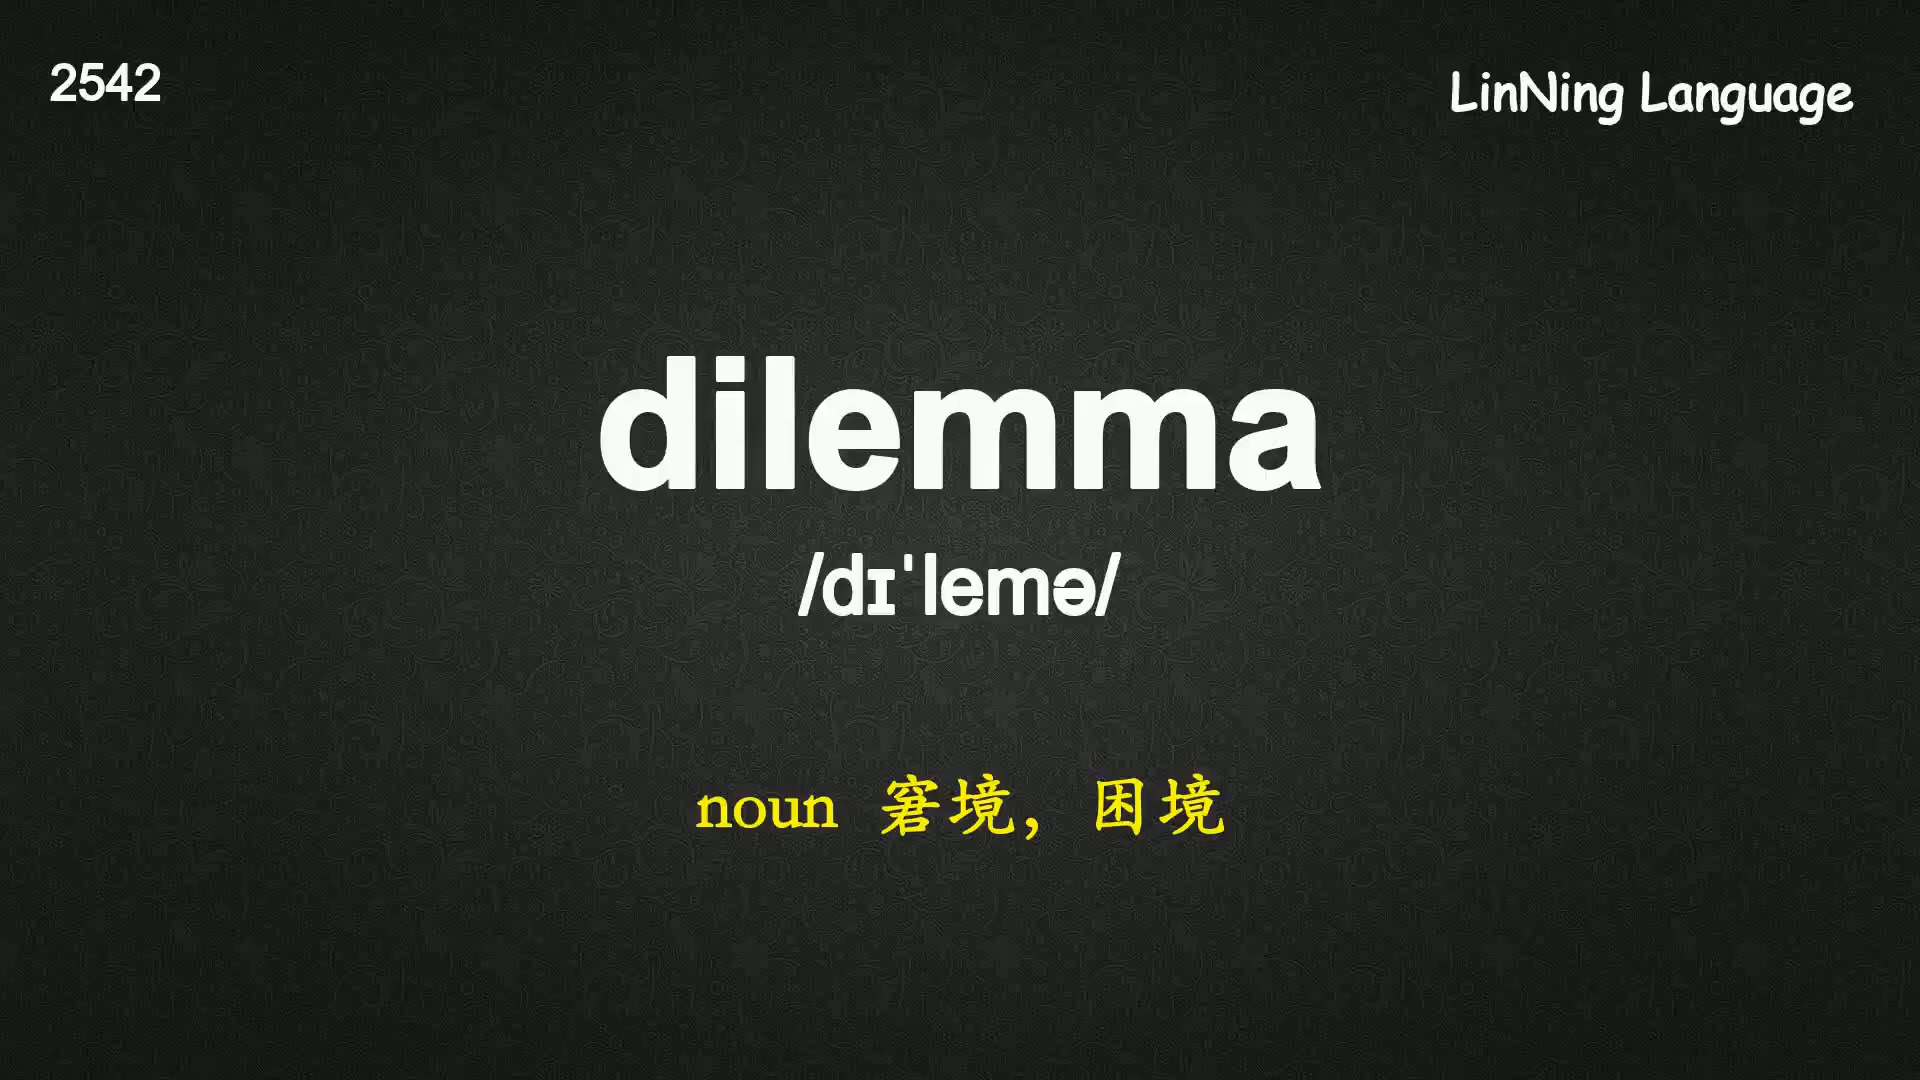 2542
LinNing Language
dilemma
/dɪˈlemə/
noun 窘境，困境